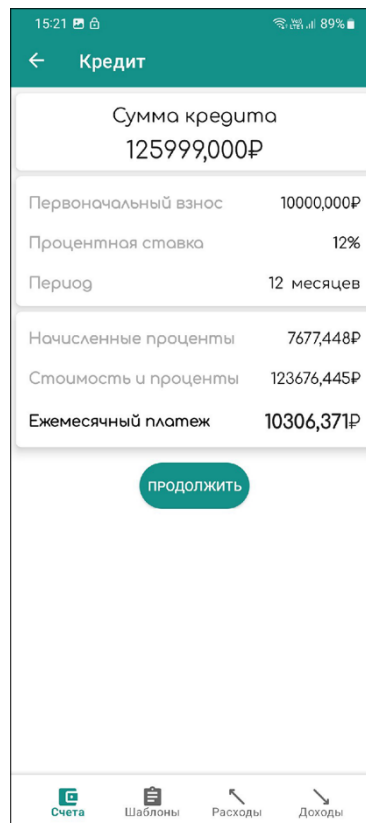 15:21 89%
Кредит
Сумма кредита
125999,000₽
Первоначальный взнос 10000,000₽
Процентная ставка 12%
Период 12 месяцев
Начисленные проценты 7677,448₽
Стоимость и проценты 123676,445₽
Ежемесячный платеж 10306,371₽
ПРОДОЛЖИТЬ
Счета Шаблоны Расходы Доходы